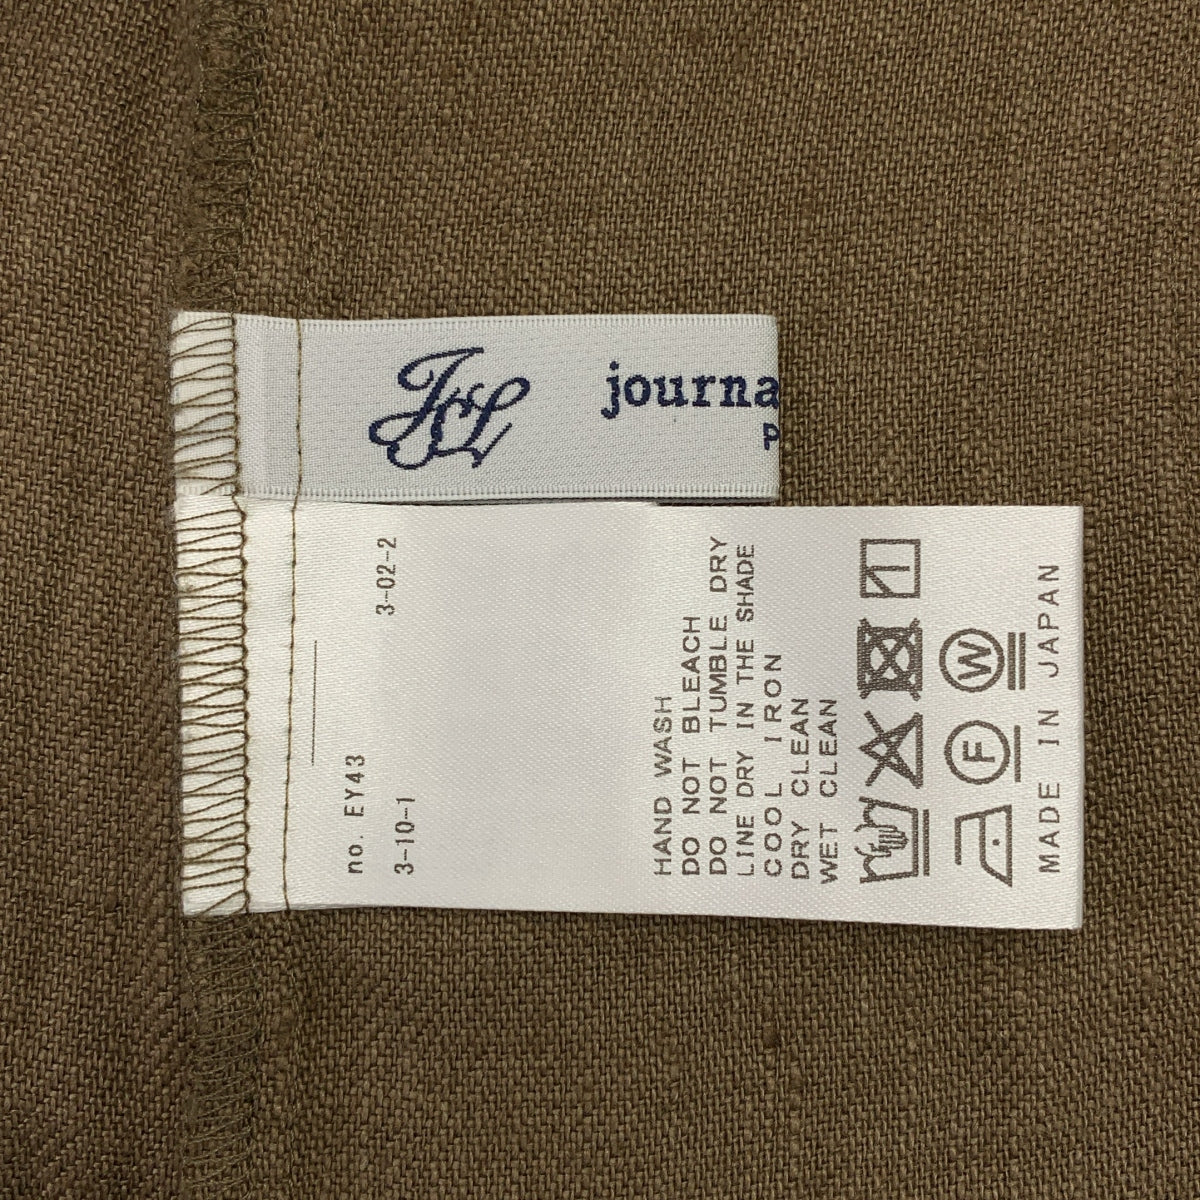 JSL
journa
P
no. EY43
3-10-1
3-02-2
HAND WASH
DO NOT BLEACH
DO NOT TUMBLE DRY
LINE DRY IN THE SHADE
COOL IRON
DRY CLEAN
WET CLEAN
F
W
MADE IN JAPAN